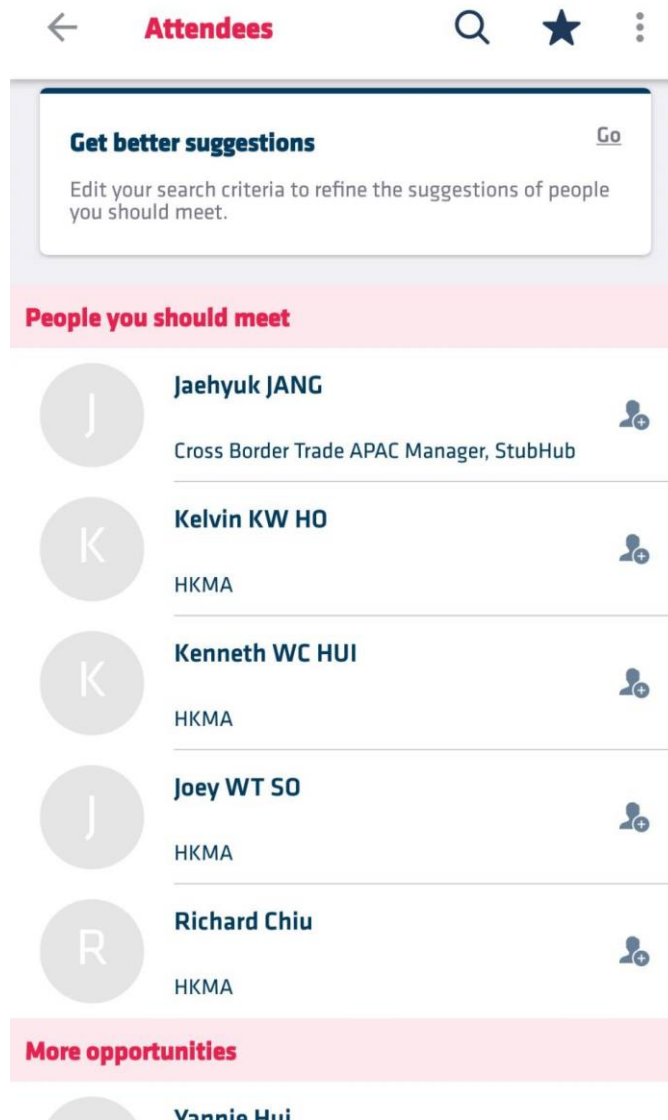 Attendees
Get better suggestions
Go
Edit your search criteria to refine the suggestions of people
you should meet.
People you should meet
J
Jaehyuk JANG
Cross Border Trade APAC Manager, StubHub
K
Kelvin KW HO
HKMA
K
Kenneth WC HUI
HKMA
J
Joey WT SO
HKMA
R
Richard Chiu
HKMA
More opportunities
Yannie Hui